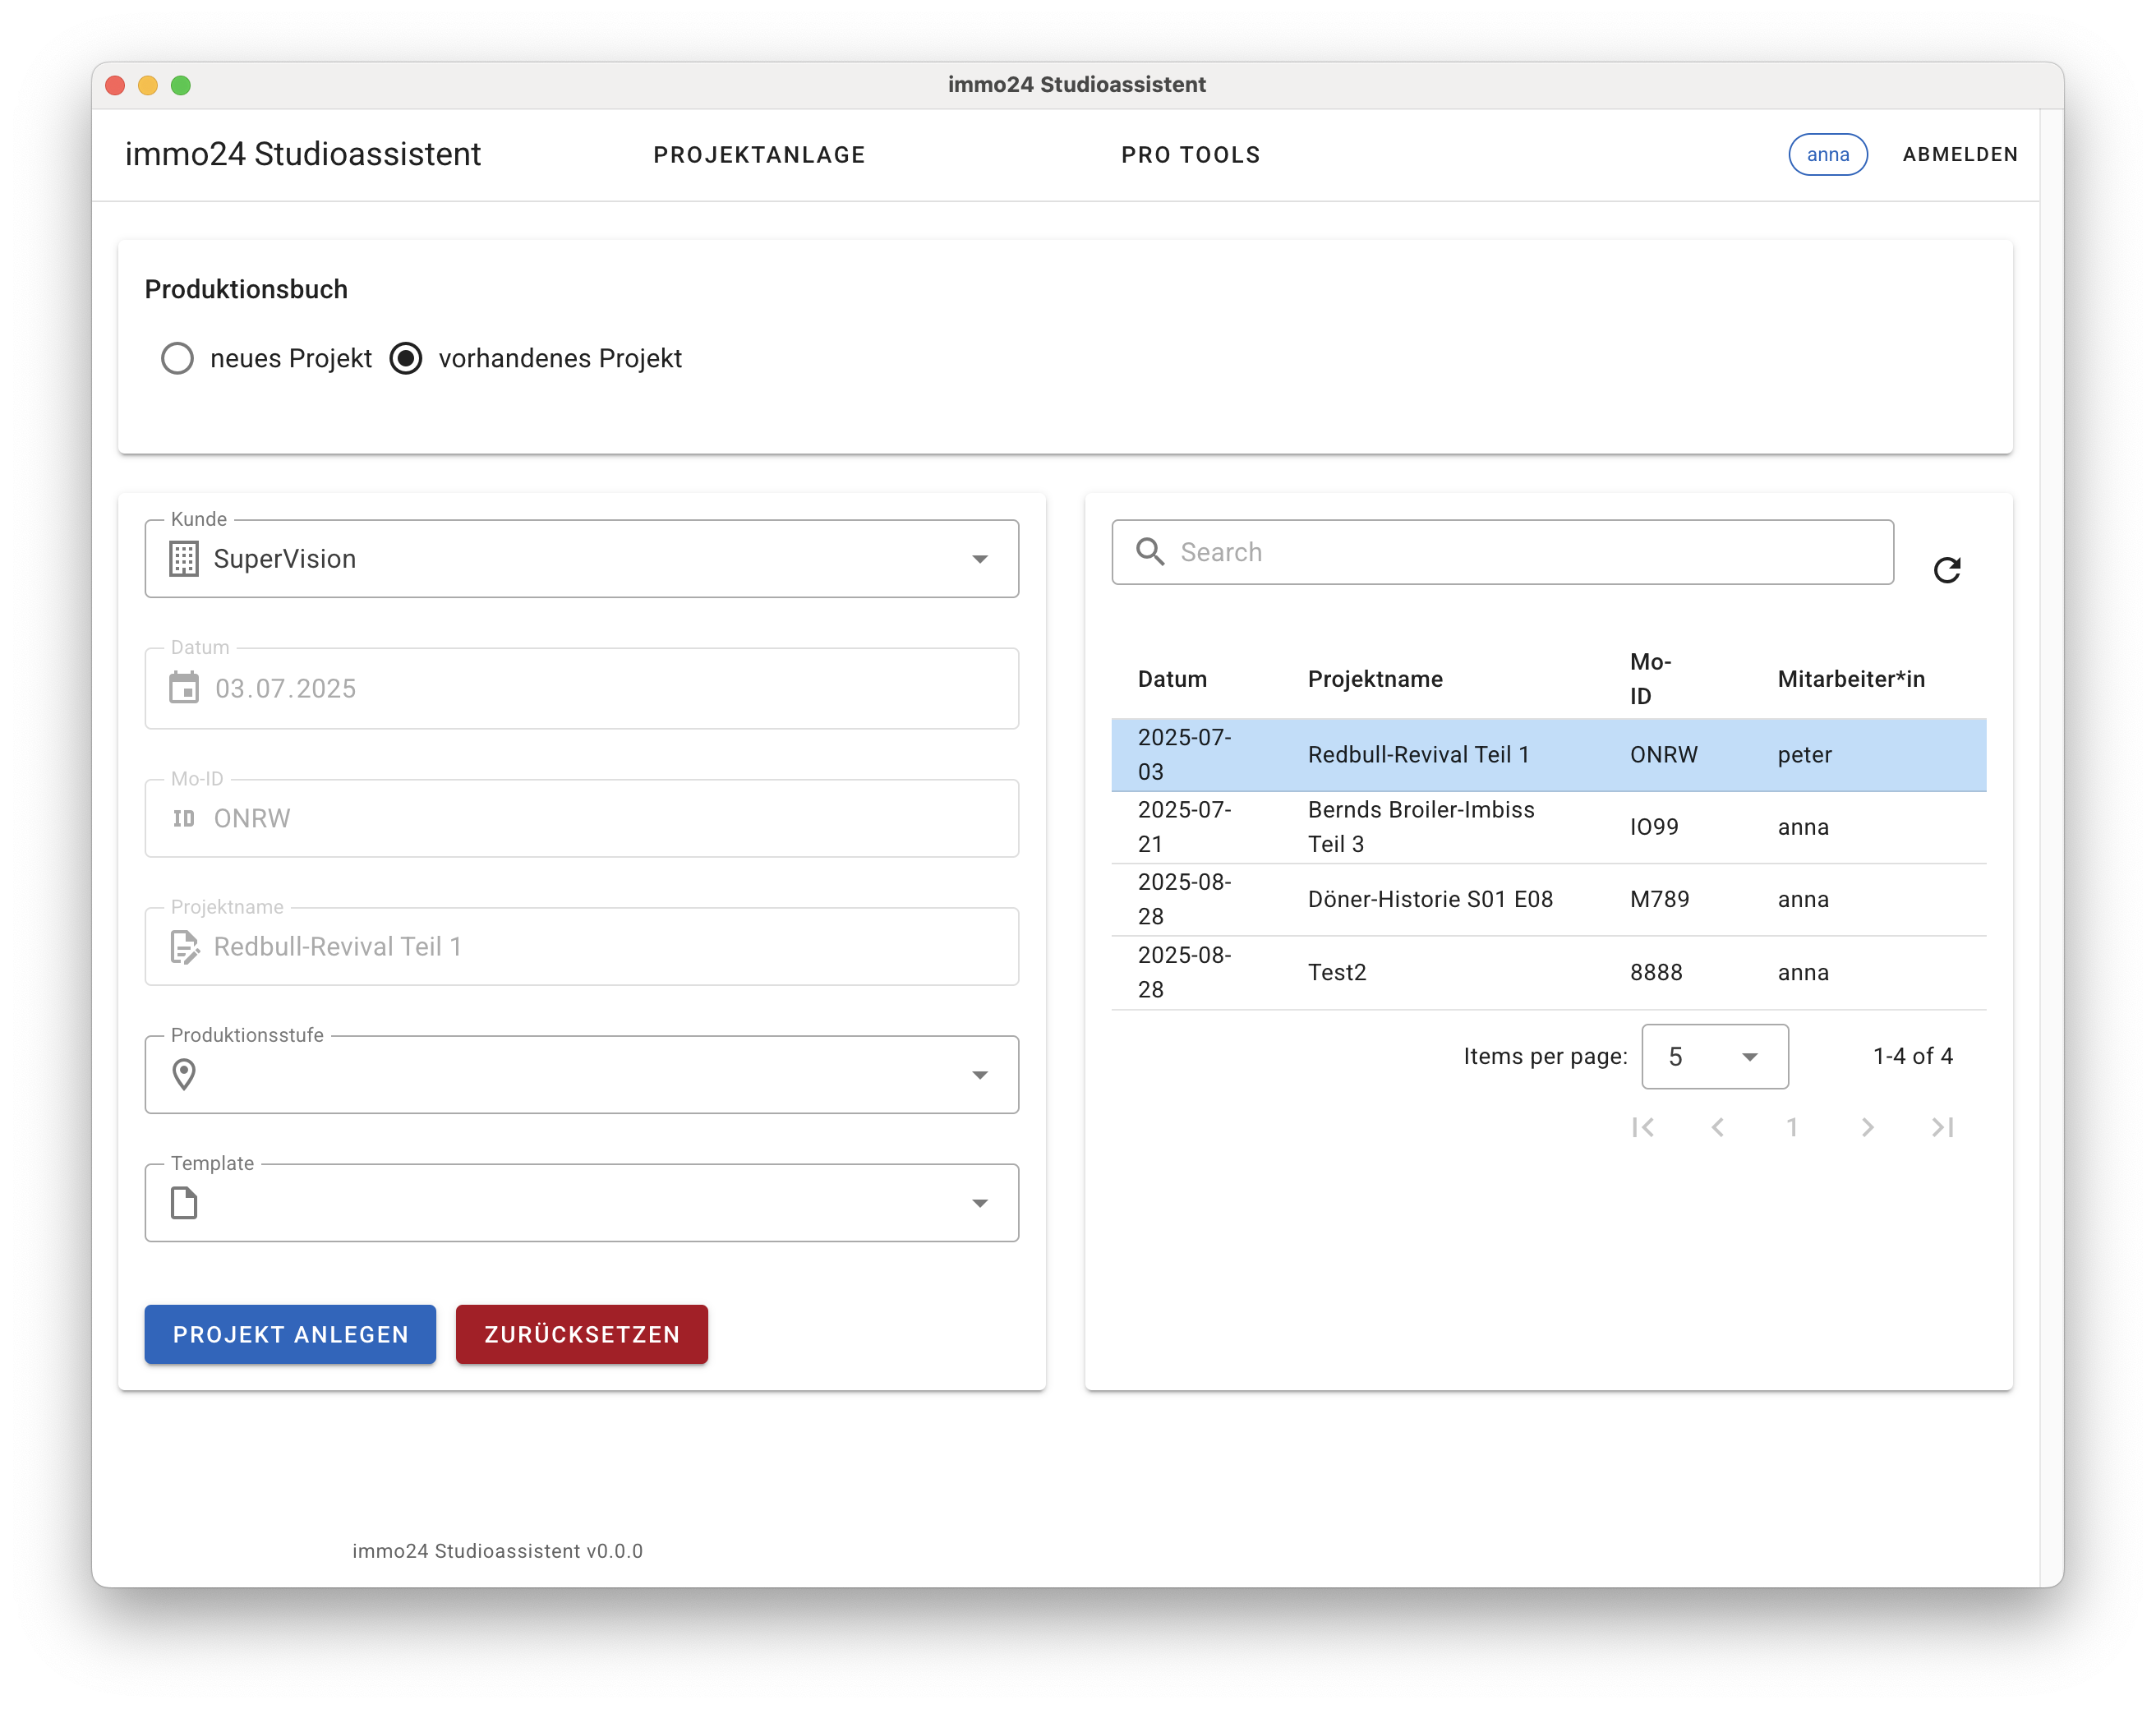 immo24 Studioassistent
immo24 Studioassistent
PROJEKTANLAGE
PRO TOOLS
anna
ABMELDEN
Produktionsbuch
neues Projekt
vorhandenes Projekt
Kunde
SuperVision
Datum
03.07.2025
Mo-ID
ID ONRW
Projektname
Redbull-Revival Teil 1
Produktionsstufe
Template
PROJEKT ANLEGEN
ZURÜCKSETZEN
Search
Datum
Projektname
Mo-
ID
Mitarbeiter*in
2025-07-
03
Redbull-Revival Teil 1
ONRW
peter
2025-07-
21
Bernds Broiler-Imbiss
Teil 3
IO99
anna
2025-08-
28
Döner-Historie S01 E08
M789
anna
2025-08-
28
Test2
8888
anna
Items per page:
5
1-4 of 4
1
immo24 Studioassistent v0.0.0